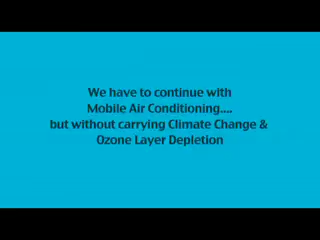 We have to continue with
Mobile Air Conditioning....
but without carrying Climate Change &
Ozone Layer Depletion